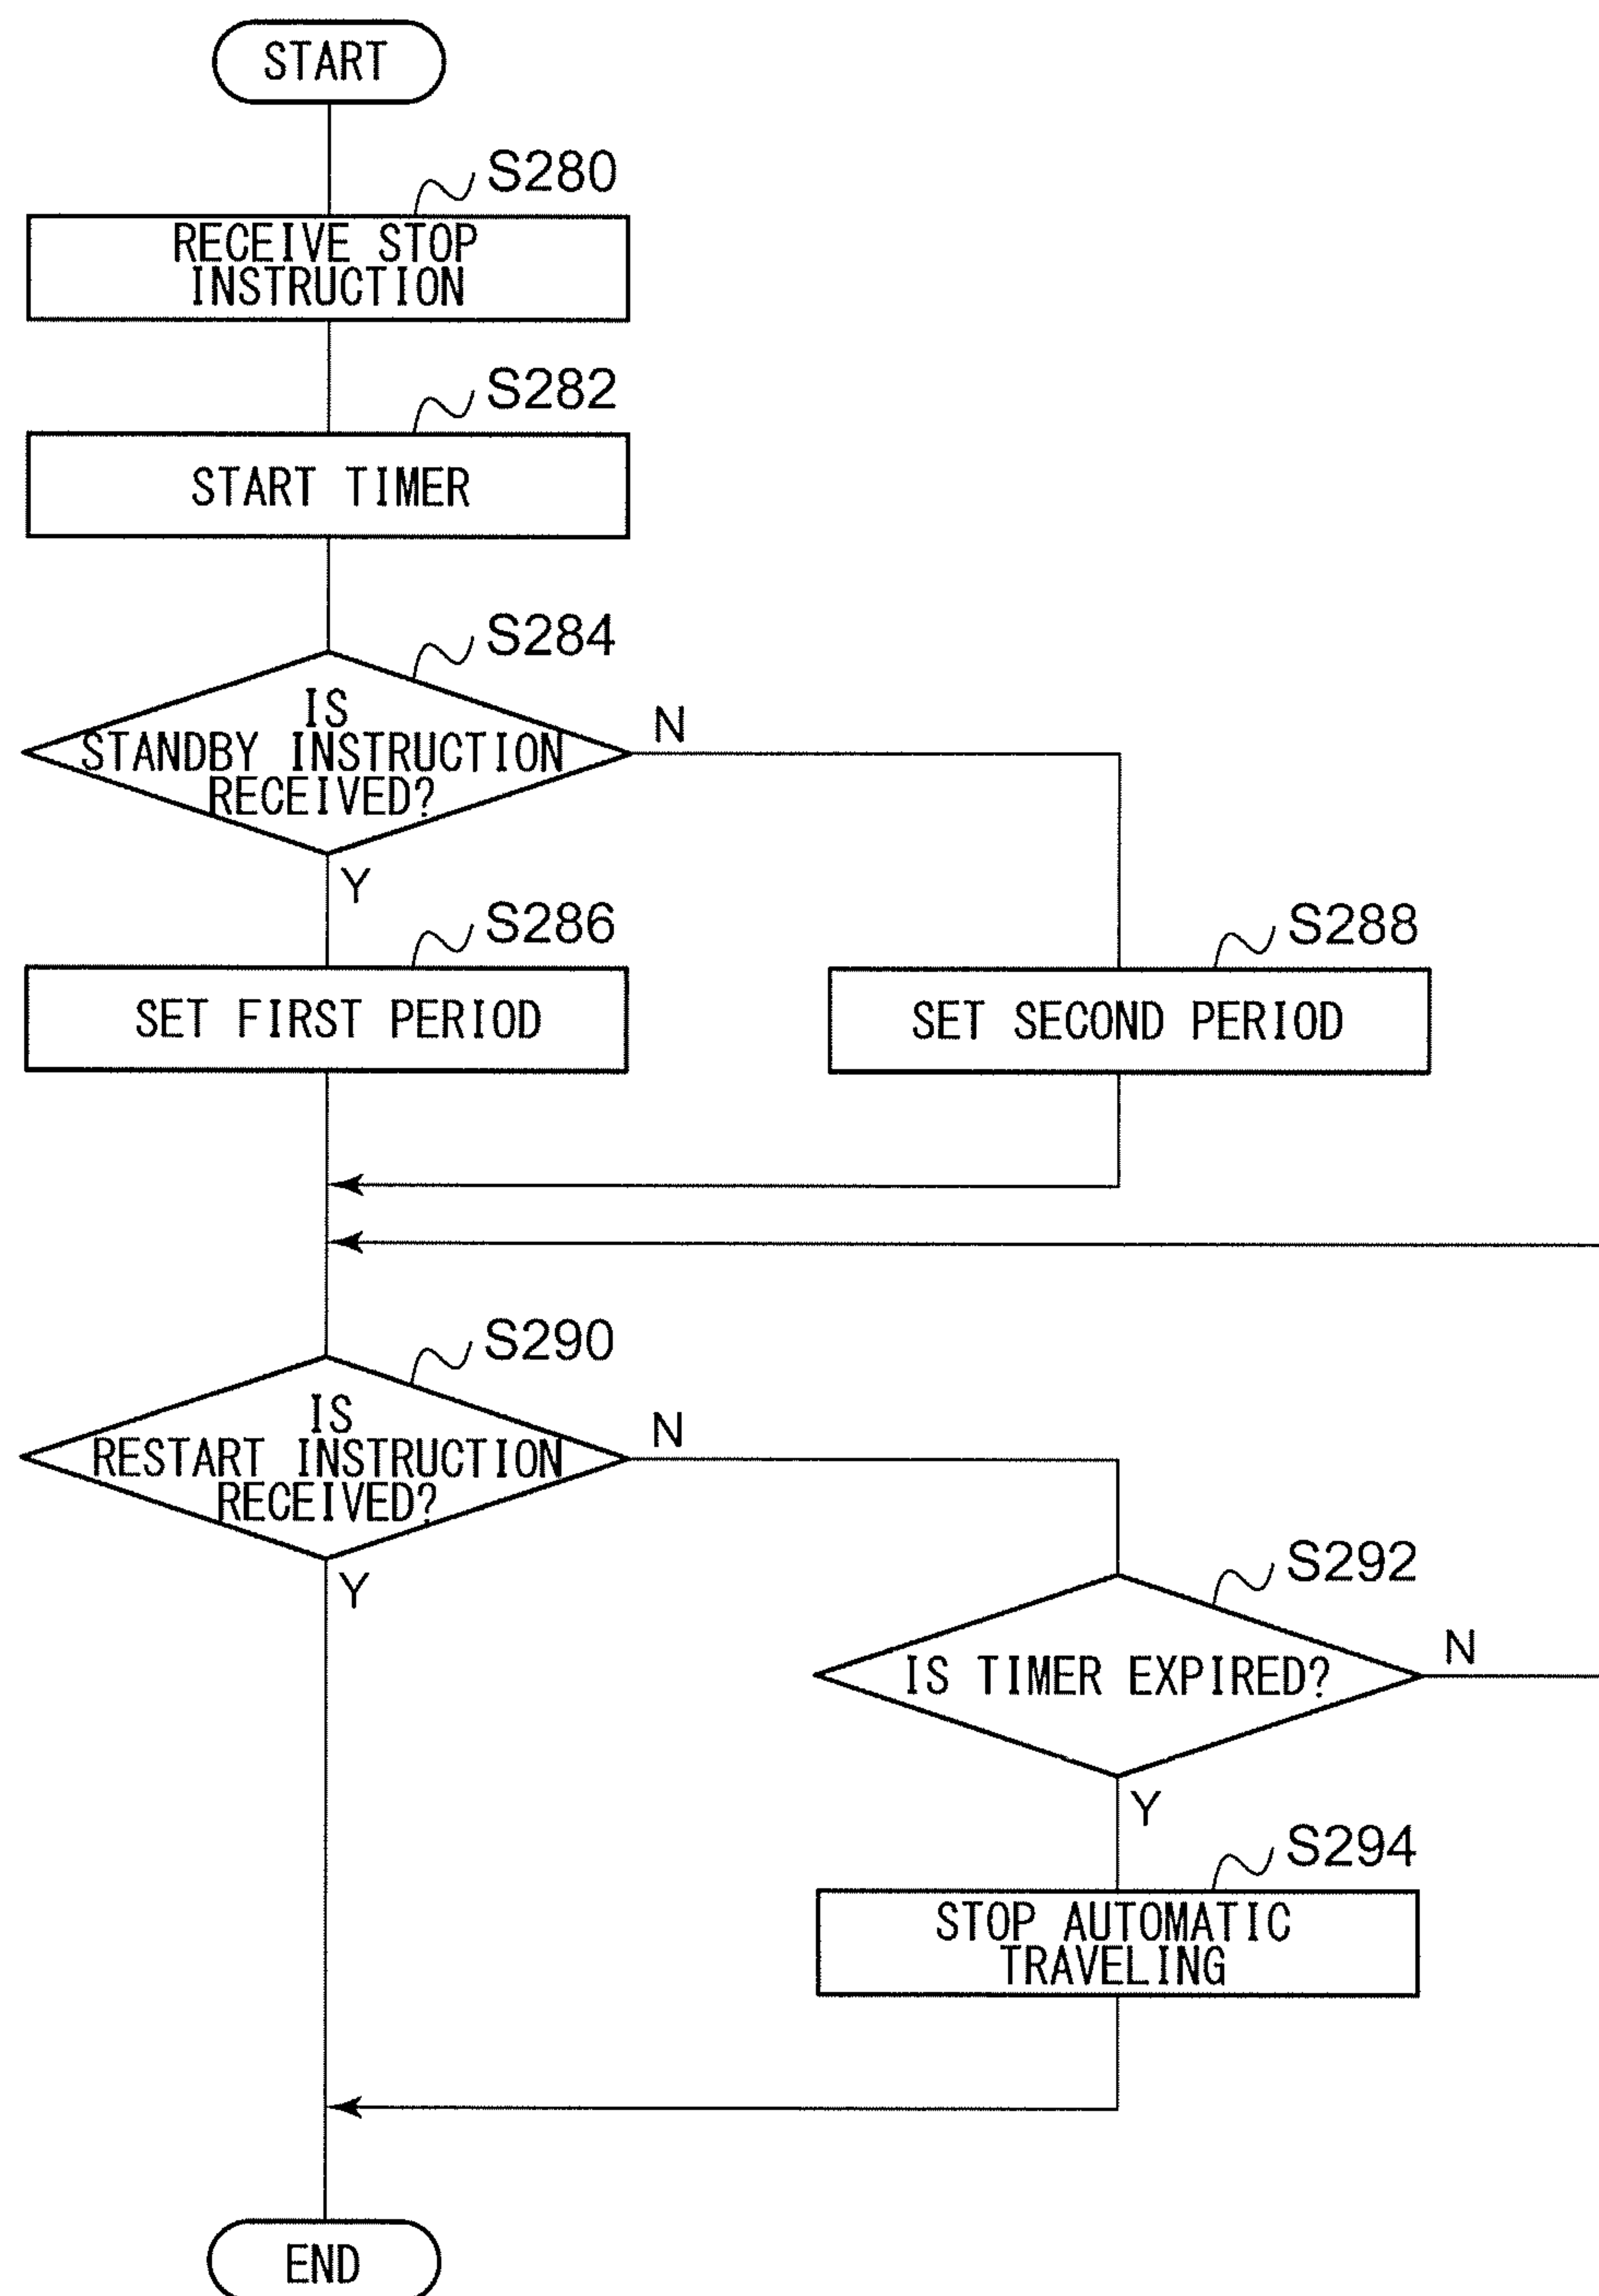 START
S280
RECEIVE STOP
INSTRUCTION
S282
START TIMER
S284
IS
STANDBY INSTRUCTION
RECEIVED?
N
Y
S286
SET FIRST PERIOD
S288
SET SECOND PERIOD
S290
IS
RESTART INSTRUCTION
RECEIVED?
N
Y
S292
IS TIMER EXPIRED?
N
Y
S294
STOP AUTOMATIC
TRAVELING
END